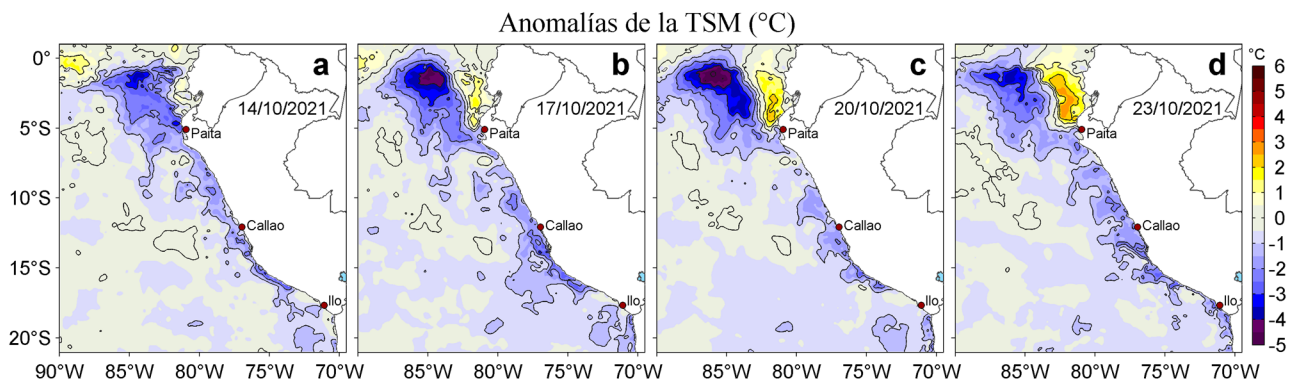 Anomalías de la TSM (°C)
a
14/10/2021
Paita
Callao
Ilo
b
17/10/2021
Paita
Callao
Ilo
c
20/10/2021
Paita
Callao
Ilo
d
23/10/2021
Paita
Callao
Ilo
0°
5°S
10°S
15°S
20°S
90°W 85°W 80°W 75°W 70°W
85°W 80°W 75°W 70°W
85°W 80°W 75°W 70°W
85°W 80°W 75°W 70°W
°C
6
5
4
3
2
1
0
-1
-2
-3
-4
-5